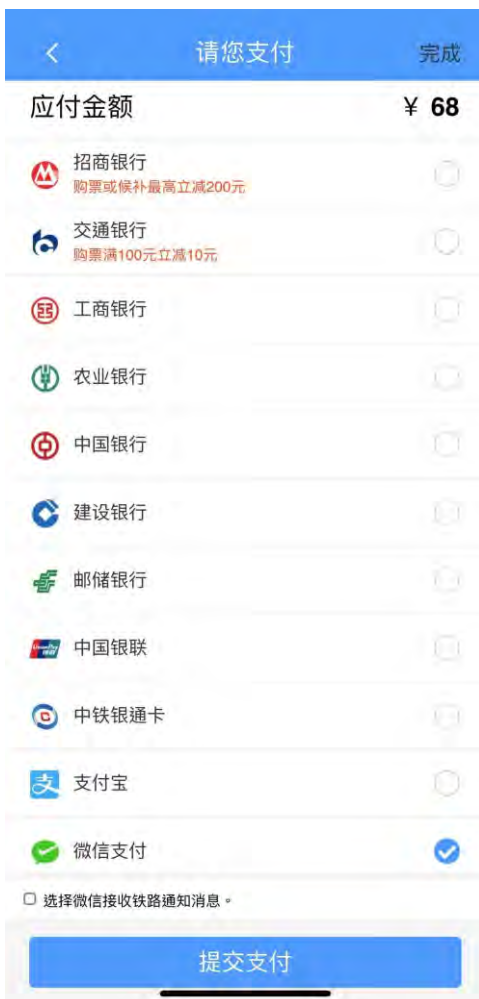 请您支付
完成
应付金额
¥ 68
招商银行
购票或候补最高立减200元
交通银行
购票满100元立减10元
工商银行
农业银行
中国银行
建设银行
邮储银行
中国银联
中铁银通卡
支 支付宝
微信支付
选择微信接收铁路通知消息。
提交支付